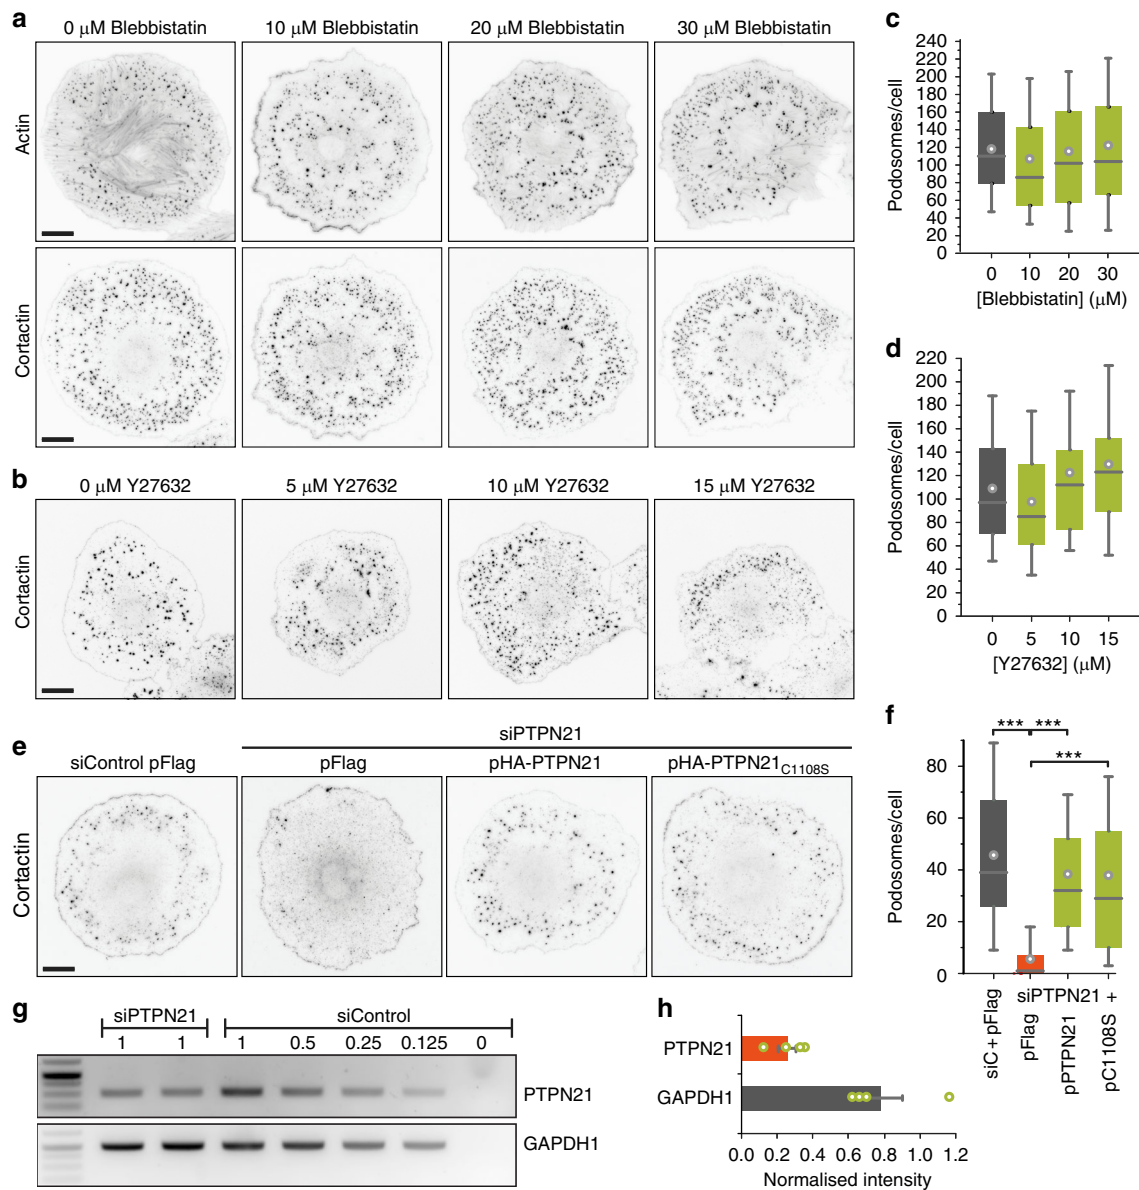 a
0 μM Blebbistatin
10 μM Blebbistatin
20 μM Blebbistatin
30 μM Blebbistatin
Actin
Cortactin
b
0 μM Y27632
5 μM Y27632
10 μM Y27632
15 μM Y27632
Cortactin
c
Podosomes/cell
240
220
200
180
160
140
120
100
80
60
40
20
0
0 10 20 30
[Blebbistatin] (μM)
d
Podosomes/cell
220
200
180
160
140
120
100
80
60
40
20
0
0 5 10 15
[Y27632] (μM)
e
siPTPN21
siControl pFlag
pFlag
pHA-PTPN21
pHA-PTPN21C1108S
Cortactin
f
*** ***
***
Podosomes/cell
80
60
40
20
0
siC+pFlag
siPTPN21 +
pFlag
pPTPN21
pC1108S
g
siPTPN21
siControl
1 1 1 0.5 0.25 0.125 0
PTPN21
GAPDH1
h
PTPN21
GAPDH1
0.0 0.2 0.4 0.6 0.8 1.0 1.2
Normalised intensity